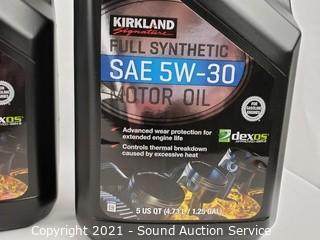 KIRKLAND
Signature
FULL SYNTHETIC
SAE 5W-30
MOTOR OIL
Advanced wear protection for
extended engine life
Controls thermal breakdown
caused by excessive heat
dexos
5 US QT (4.73 L/1.25 GAL)
Copyright 2021 - Sound Auction Service